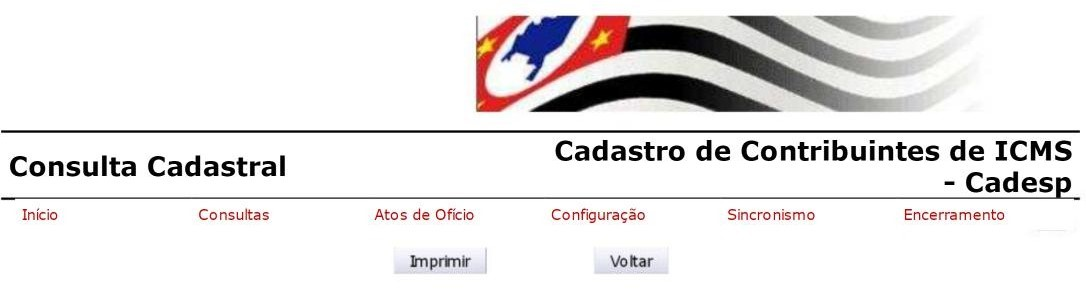 Consulta Cadastral
Cadastro de Contribuintes de ICMS
- Cadesp
Início Consultas Atos de Ofício Configuração Sincronismo Encerramento
Imprimir Voltar